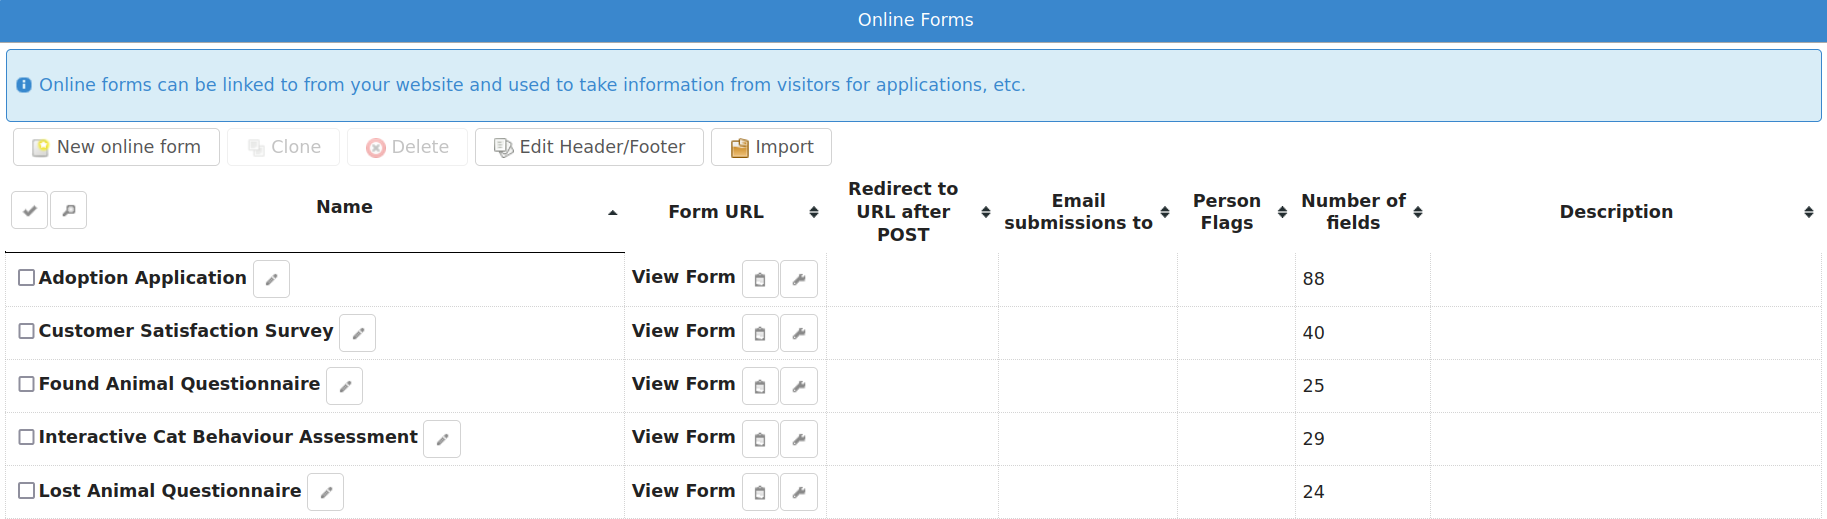 Online Forms
Online forms can be linked to from your website and used to take information from visitors for applications, etc.
New online form Clone Delete Edit Header/Footer Import
Name Form URL Redirect to URL after POST Email submissions to Person Flags Number of fields Description
Adoption Application View Form 88
Customer Satisfaction Survey View Form 40
Found Animal Questionnaire View Form 25
Interactive Cat Behaviour Assessment View Form 29
Lost Animal Questionnaire View Form 24